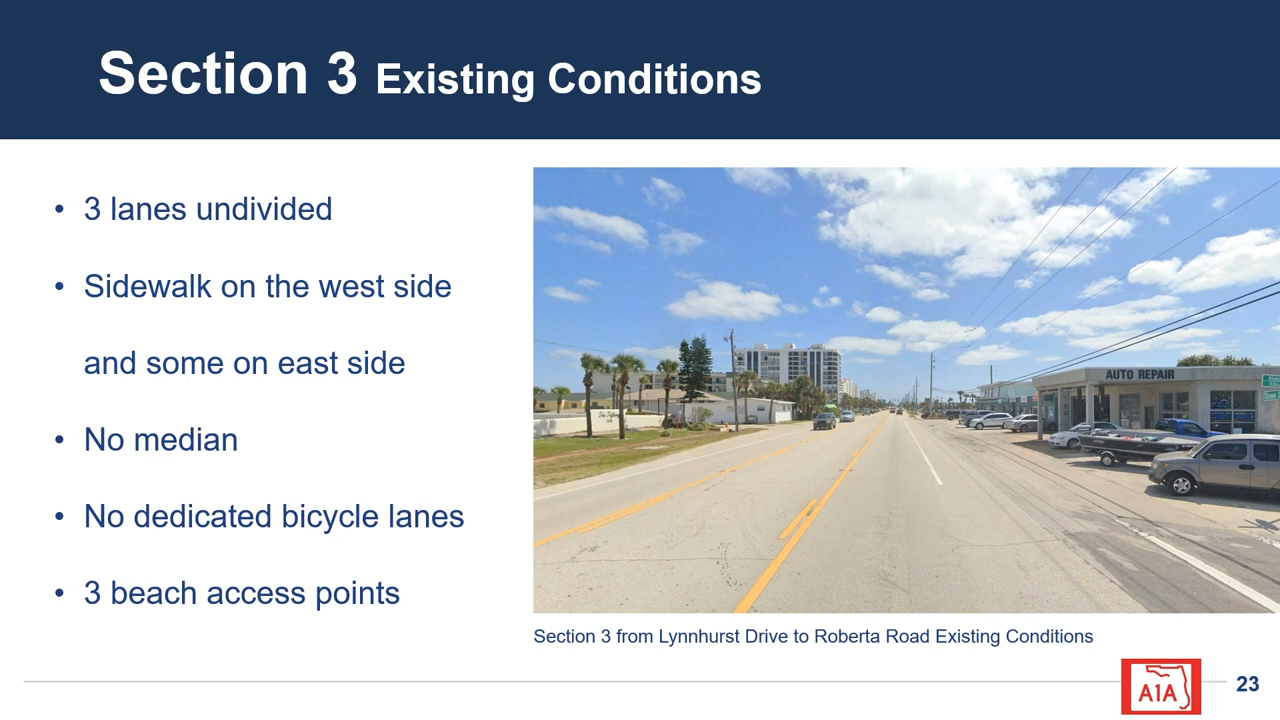 Section 3 Existing Conditions
• 3 lanes undivided
• Sidewalk on the west side
and some on east side
• No median
• No dedicated bicycle lanes
• 3 beach access points
AUTO REPAIR
Section 3 from Lynnhurst Drive to Roberta Road Existing Conditions
A1A
23